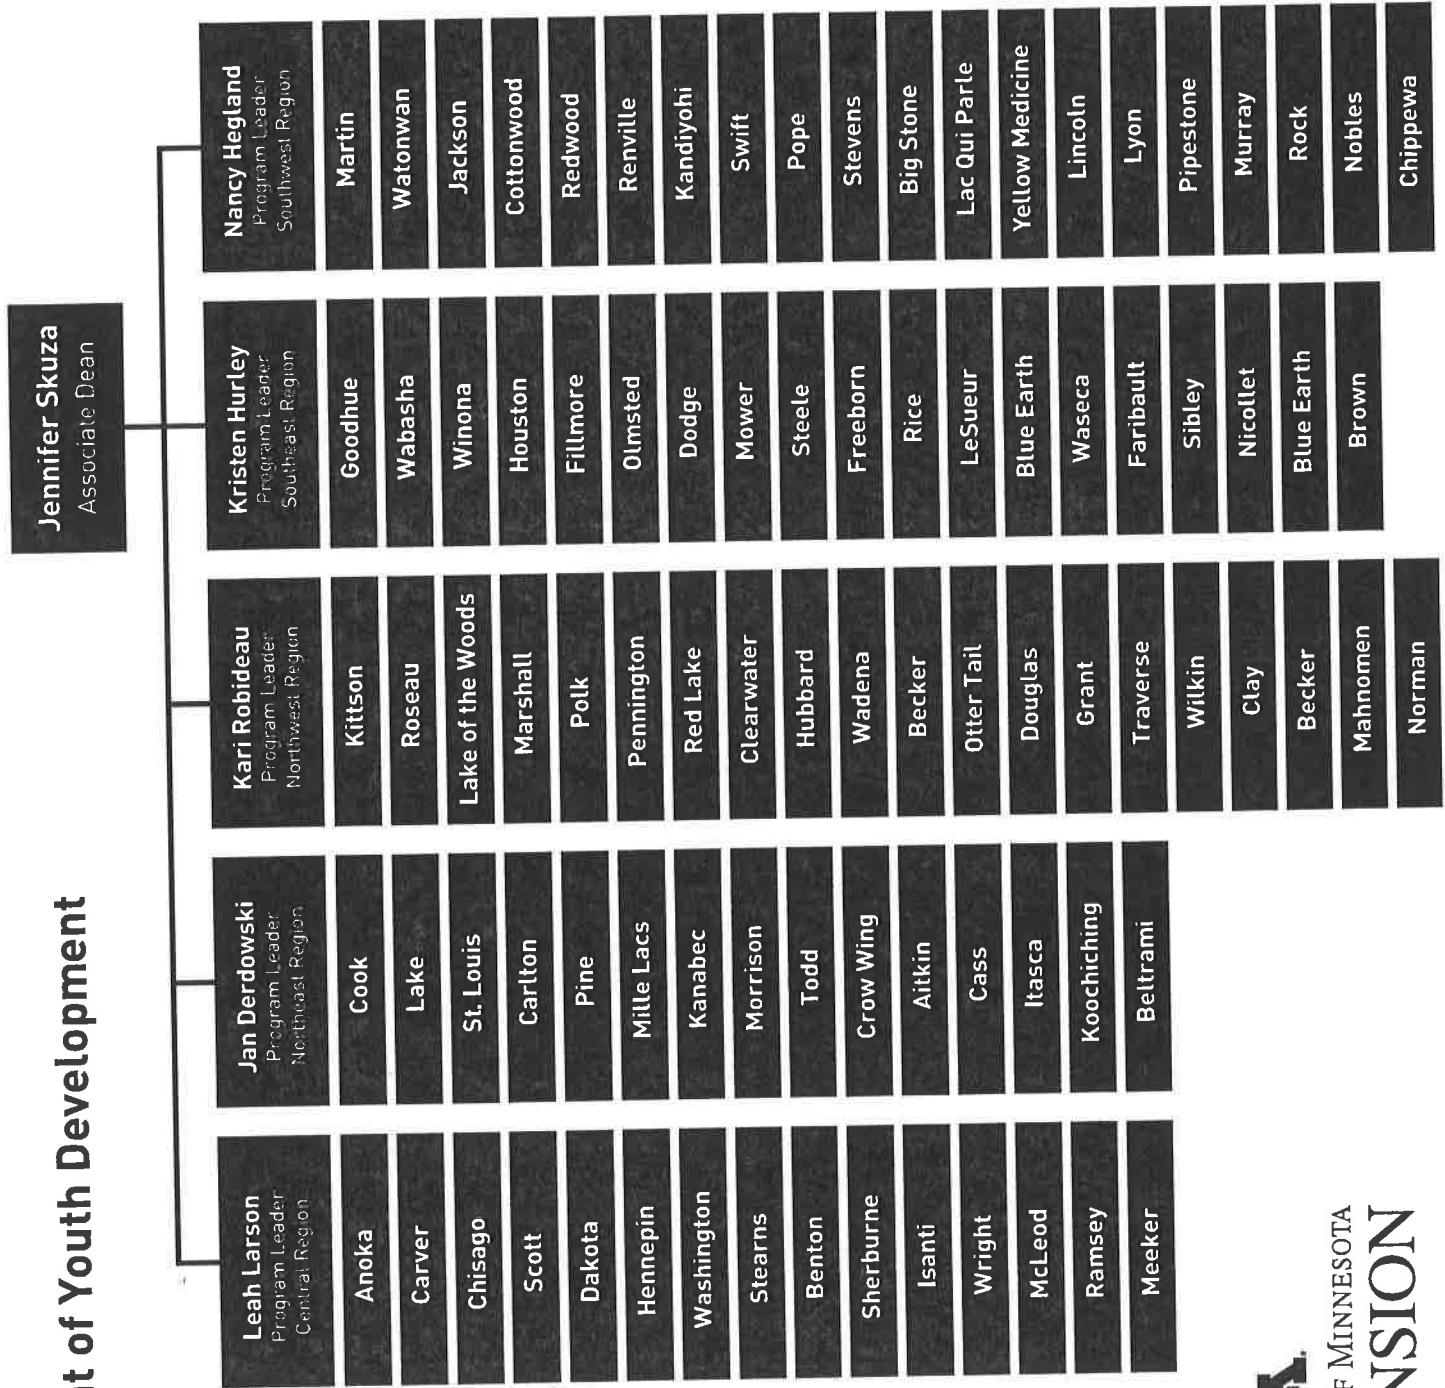 nt of Youth Development
Jennifer Skuza
Associate Dean
Leah Larson
Program Leader
Central Region
Anoka
Carver
Chisago
Scott
Dakota
Hennepin
Washington
Stearns
Benton
Sherburne
Isanti
Wright
McLeod
Ramsey
Meeker
Jan Derdowski
Program Leader
Northeast Region
Cook
Lake
St. Louis
Carlton
Pine
Mille Lacs
Kanabec
Morrison
Todd
Crow Wing
Aitkin
Cass
Itasca
Koochiching
Beltrami
Kari Robideau
Program Leader
Northwest Region
Kittson
Roseau
Lake of the Woods
Marshall
Polk
Pennington
Red Lake
Clearwater
Hubbard
Wadena
Becker
Otter Tail
Douglas
Grant
Traverse
Wilkin
Clay
Becker
Mahnomen
Norman
Kristen Hurley
Program Leader
Southeast Region
Goodhue
Wabasha
Winona
Houston
Fillmore
Olmsted
Dodge
Mower
Steele
Freeborn
Rice
LeSueur
Blue Earth
Waseca
Faribault
Sibley
Nicollet
Blue Earth
Brown
Nancy Hegland
Program Leader
Southwest Region
Martin
Watonwan
Jackson
Cottonwood
Redwood
Renville
Kandiyohi
Swift
Pope
Stevens
Big Stone
Lac Qui Parle
Yellow Medicine
Lincoln
Lyon
Pipestone
Murray
Rock
Nobles
Chippewa
F MINNESOTA
NSION